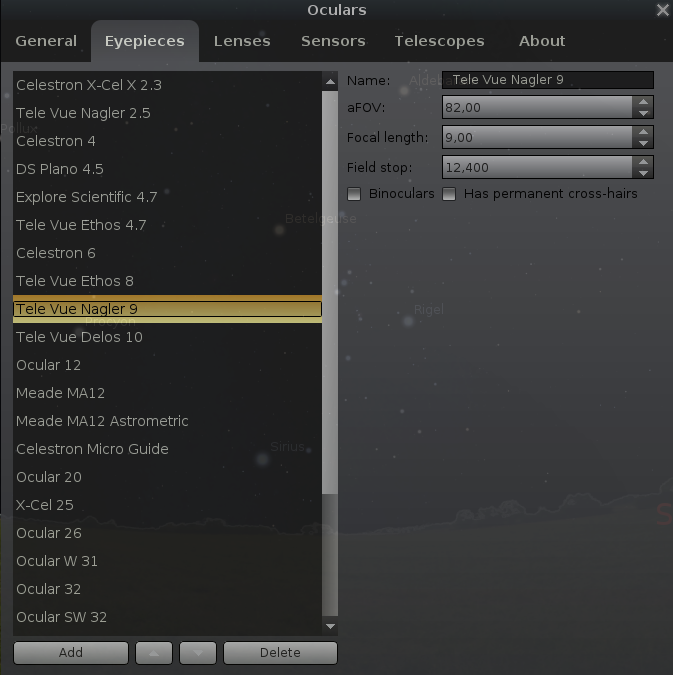 Oculars
General
Eyepieces
Lenses
Sensors
Telescopes
About
Celestron X-Cel X 2.3
Tele Vue Nagler 2.5
Celestron 4
DS Plano 4.5
Explore Scientific 4.7
Tele Vue Ethos 4.7
Celestron 6
Tele Vue Ethos 8
Tele Vue Nagler 9
Tele Vue Delos 10
Ocular 12
Meade MA12
Meade MA12 Astrometric
Celestron Micro Guide
Ocular 20
X-Cel 25
Ocular 26
Ocular W 31
Ocular 32
Ocular SW 32
Add
Delete
Name: Tele Vue Nagler 9
aFOV: 82,00
Focal length: 9,00
Field stop: 12,400
Binoculars
Has permanent cross-hairs
Pollux
Betelgeuse
Rigel
Procyon
Sirius
S